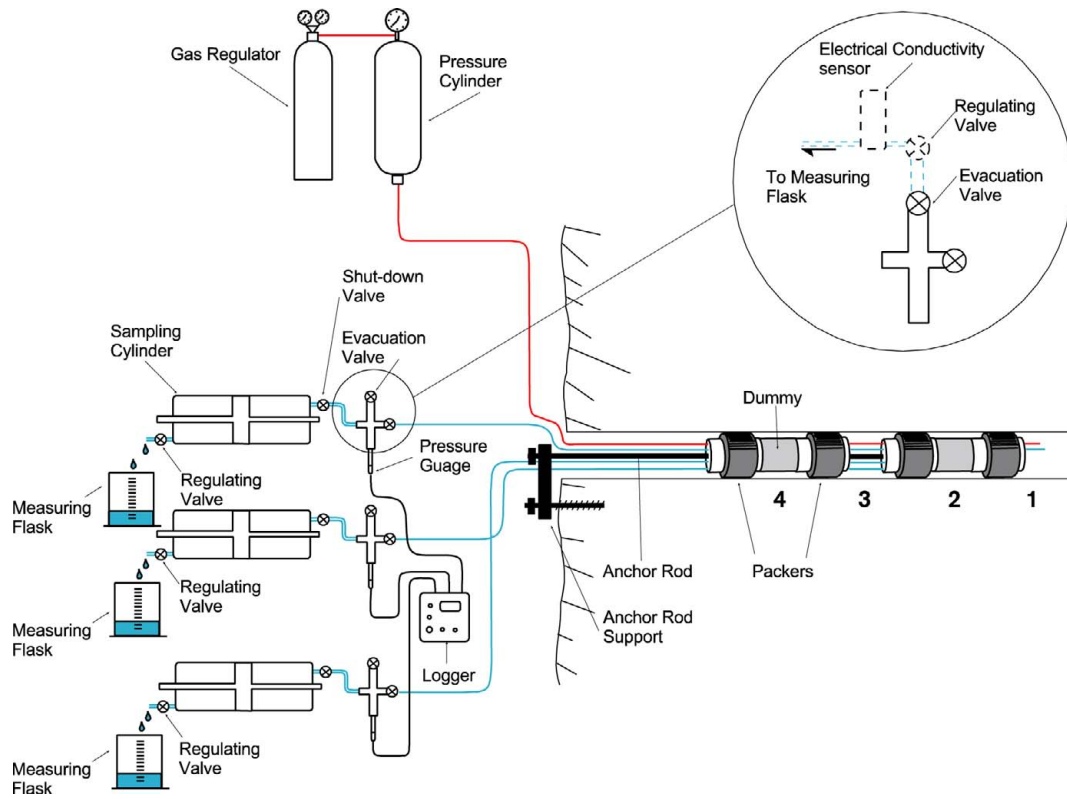 Gas Regulator
Pressure
Cylinder
Electrical Conductivity
sensor
Regulating
Valve
To Measuring
Flask
Evacuation
Valve
Shut-down
Valve
Sampling
Cylinder
Evacuation
Valve
Pressure
Guage
Dummy
4
3
2
1
Measuring
Flask
Regulating
Valve
Anchor Rod
Packers
Anchor Rod
Support
Measuring
Flask
Regulating
Valve
Logger
Measuring
Flask
Regulating
Valve